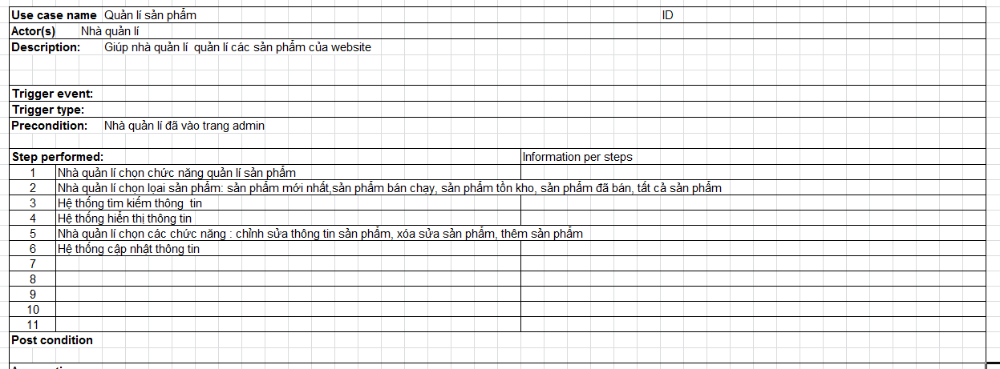 Use case name Quản lí sản phẩm ID
Actor(s) Nhà quản lí
Description: Giúp nhà quản lí quản lí các sản phẩm của website
Trigger event:
Trigger type:
Precondition: Nhà quản lí đã vào trang admin
Step performed: Information per steps
1 Nhà quản lí chọn chức năng quản lí sản phẩm
2 Nhà quản lí chọn lọai sản phẩm: sản phẩm mới nhất,sản phẩm bán chạy, sản phẩm tồn kho, sản phẩm đã bán, tất cả sản phẩm
3 Hệ thống tìm kiếm thông tin
4 Hệ thống hiển thị thông tin
5 Nhà quản lí chọn các chức năng : chỉnh sửa thông tin sản phẩm, xóa sửa sản phẩm, thêm sản phẩm
6 Hệ thống cập nhật thông tin
7
8
9
10
11
Post condition